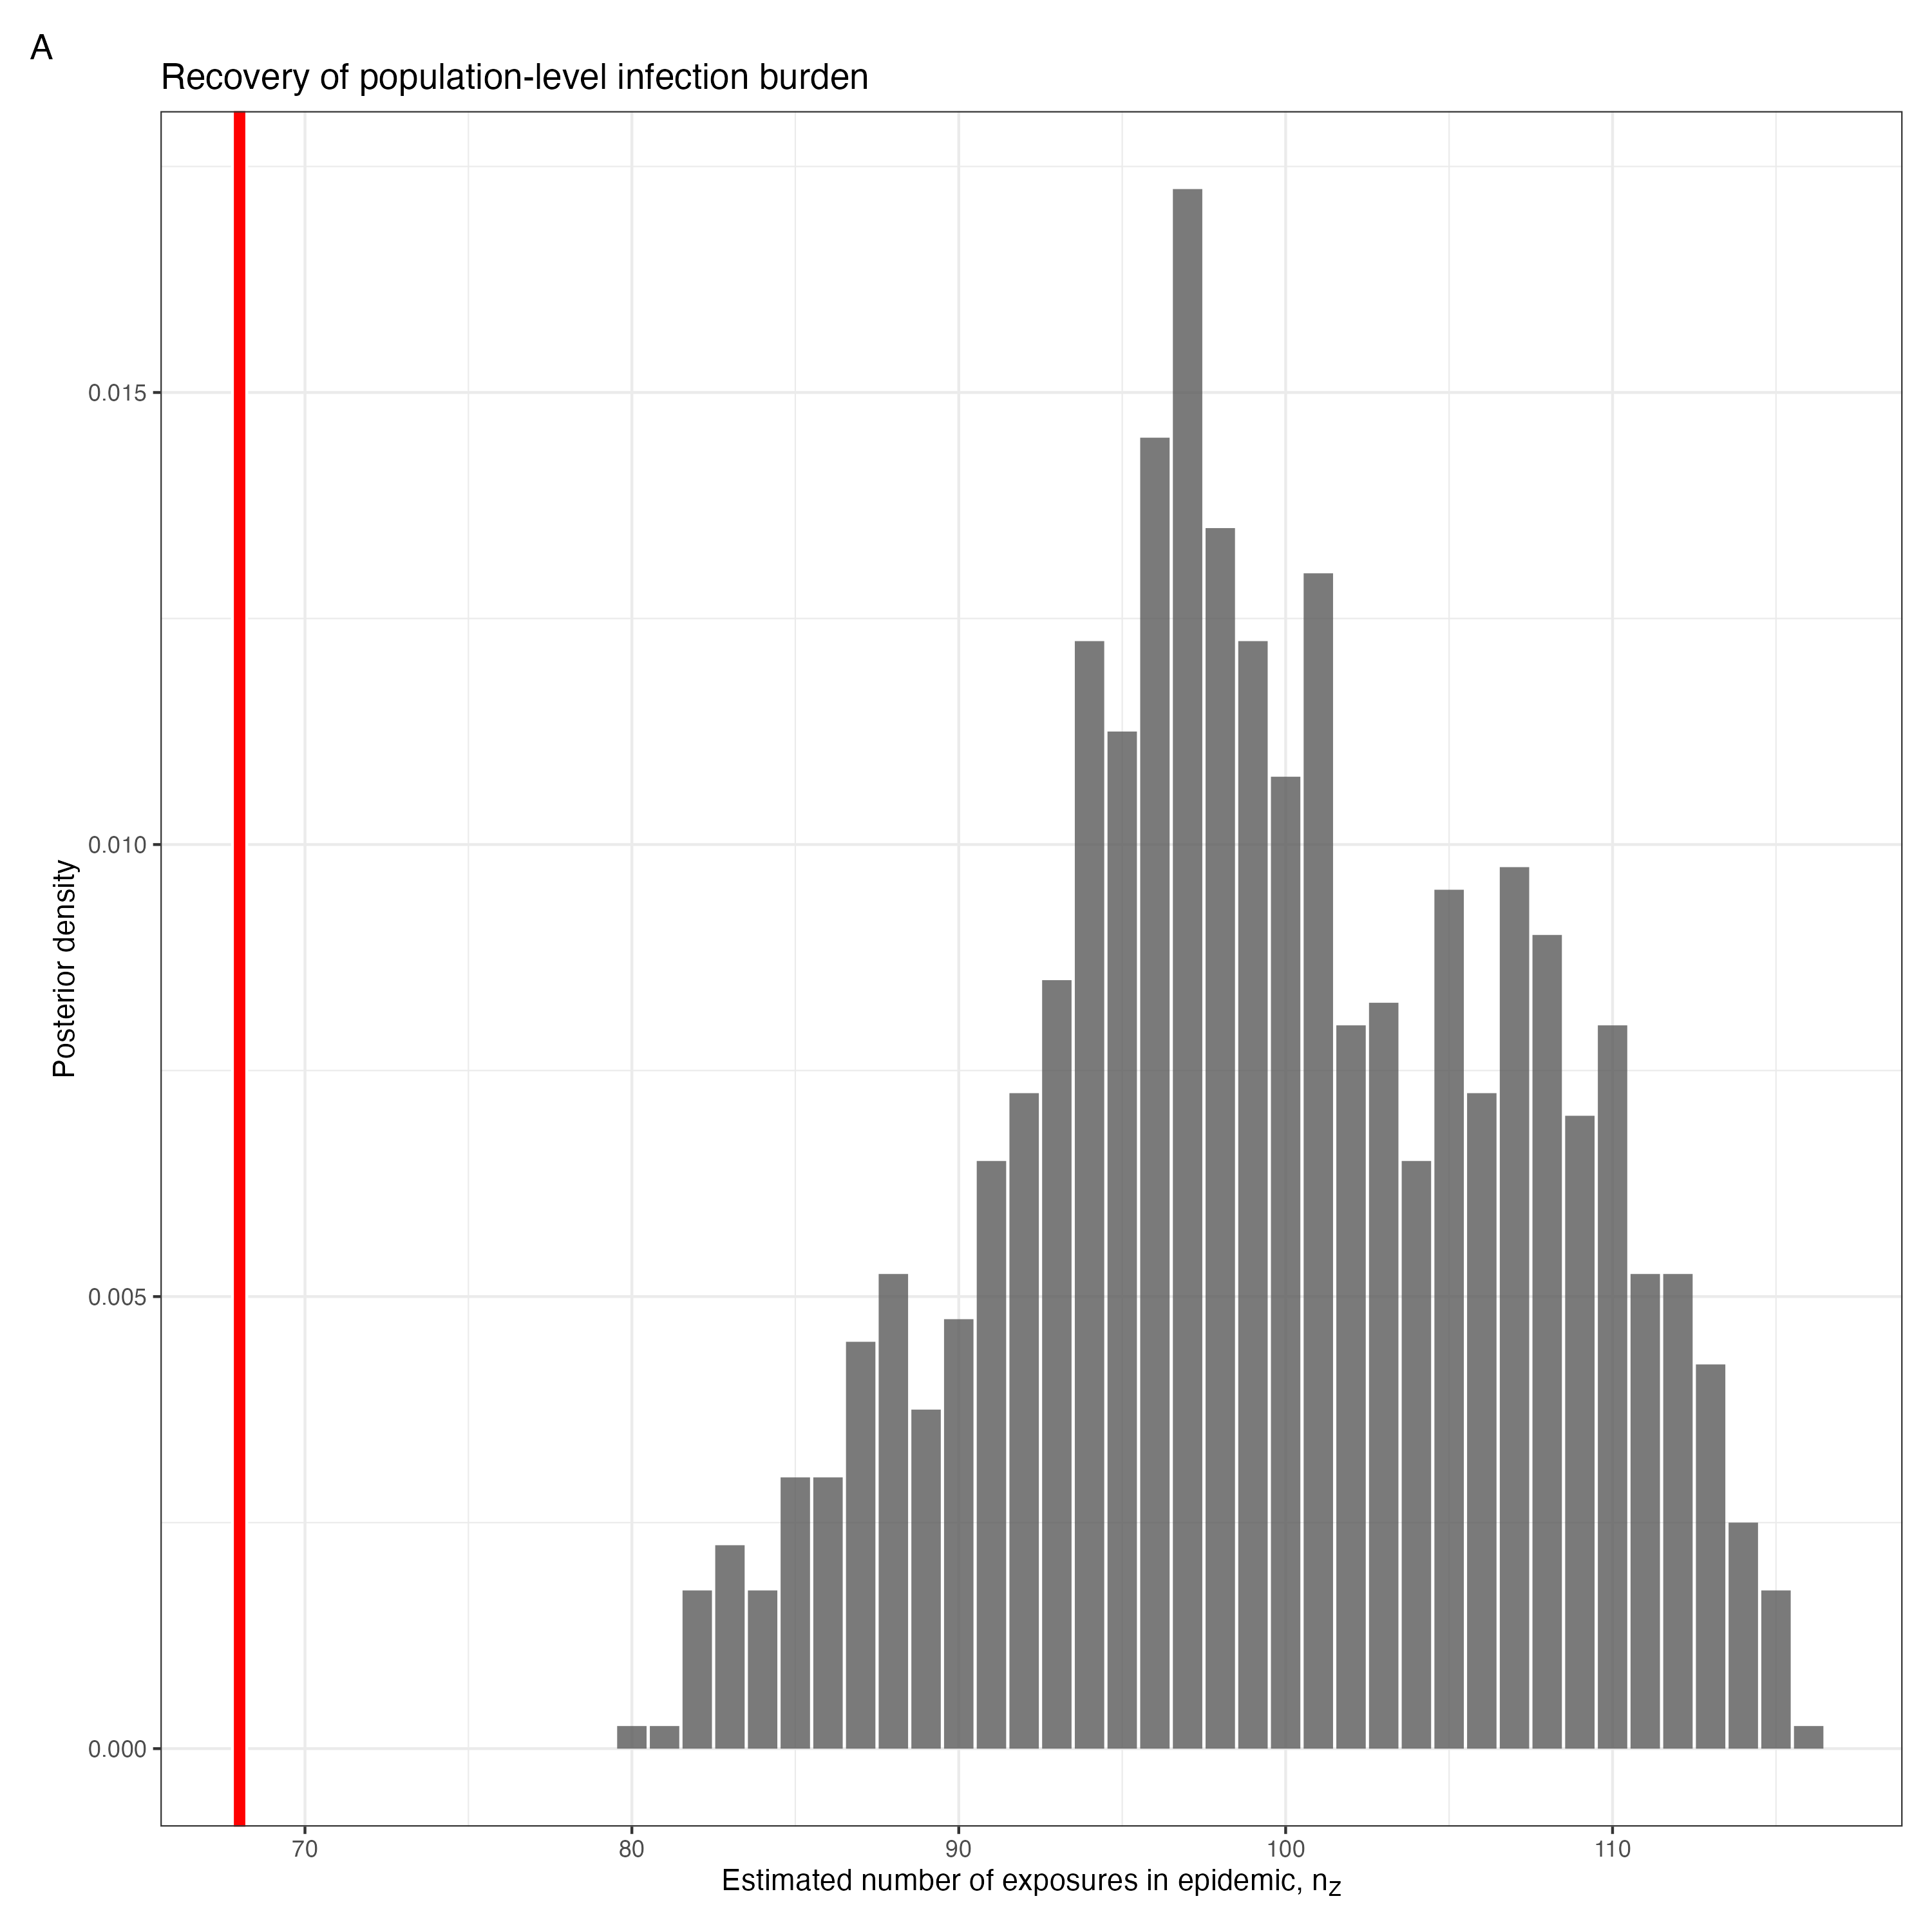 A
Recovery of population-level infection burden
0.015
0.010
0.005
0.000
Posterior density
70 80 90 100 110
Estimated number of exposures in epidemic, nZ